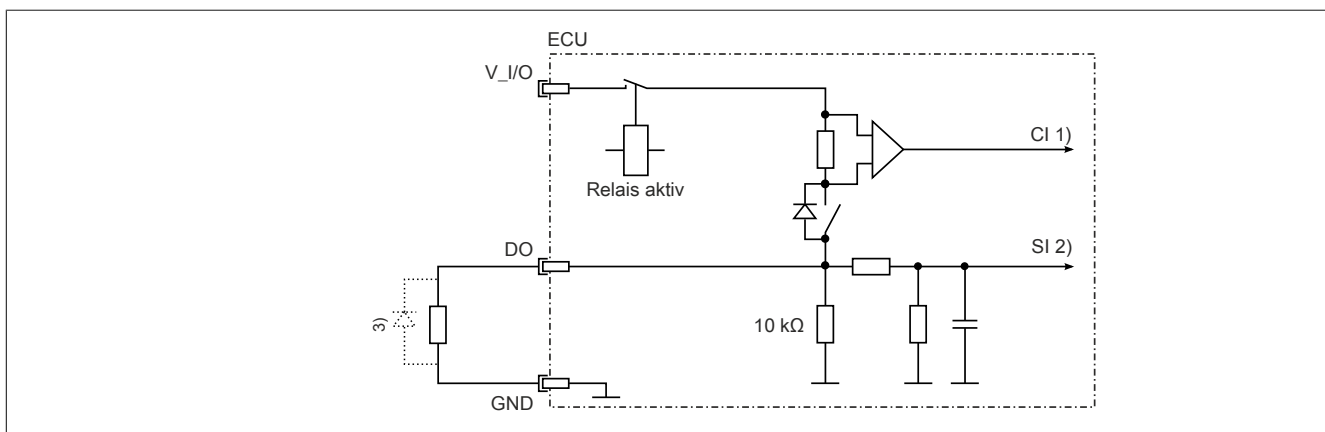 ECU
V_I/O
CI 1)
Relais aktiv
DO
SI 2)
3)
10 kΩ
GND